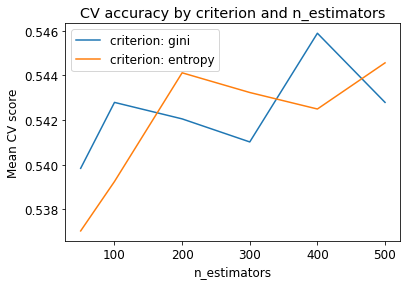 CV accuracy by criterion and n_estimators
criterion: gini
criterion: entropy
Mean CV score
0.546
0.544
0.542
0.540
0.538
100 200 300 400 500
n_estimators